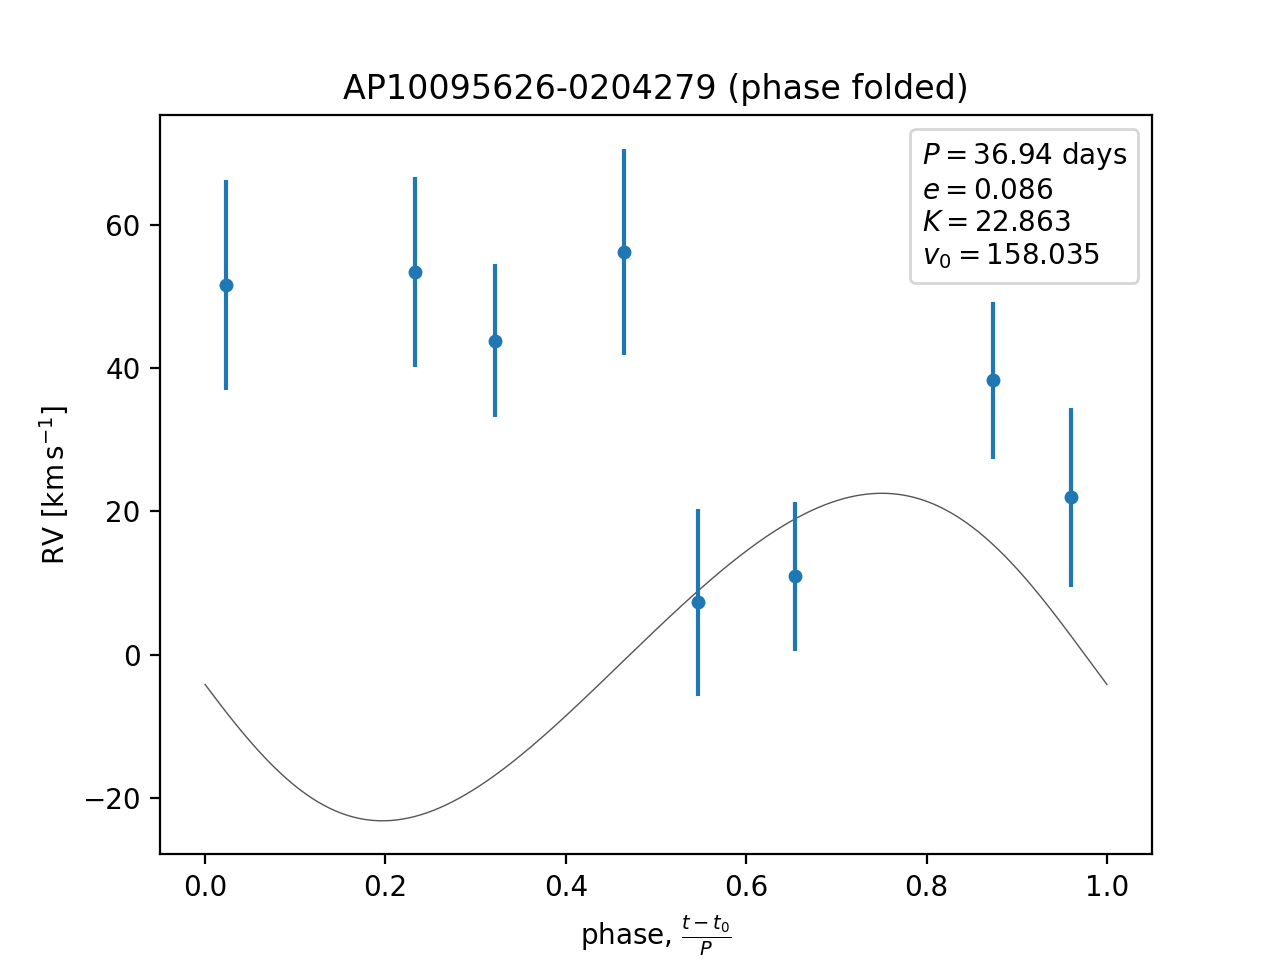 AP10095626-0204279 (phase folded)
P = 36.94 days
e = 0.086
K = 22.863
v₀ = 158.035
60
40
20
0
−20
RV [km s⁻¹]
0.0 0.2 0.4 0.6 0.8 1.0
phase, (t − t₀)/P